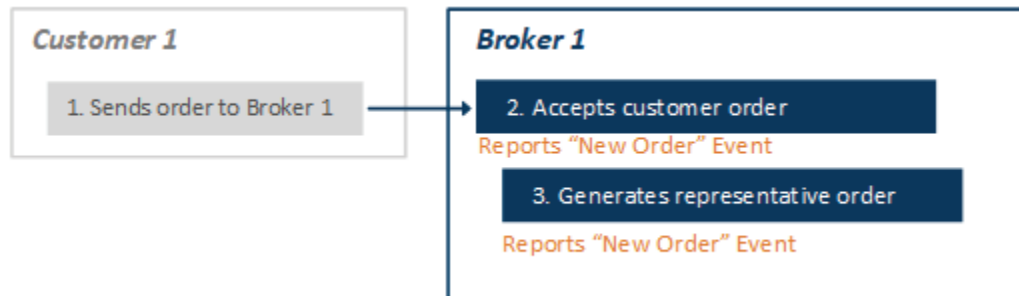 Customer 1
1. Sends order to Broker 1
Broker 1
2. Accepts customer order
Reports “New Order” Event
3. Generates representative order
Reports “New Order” Event